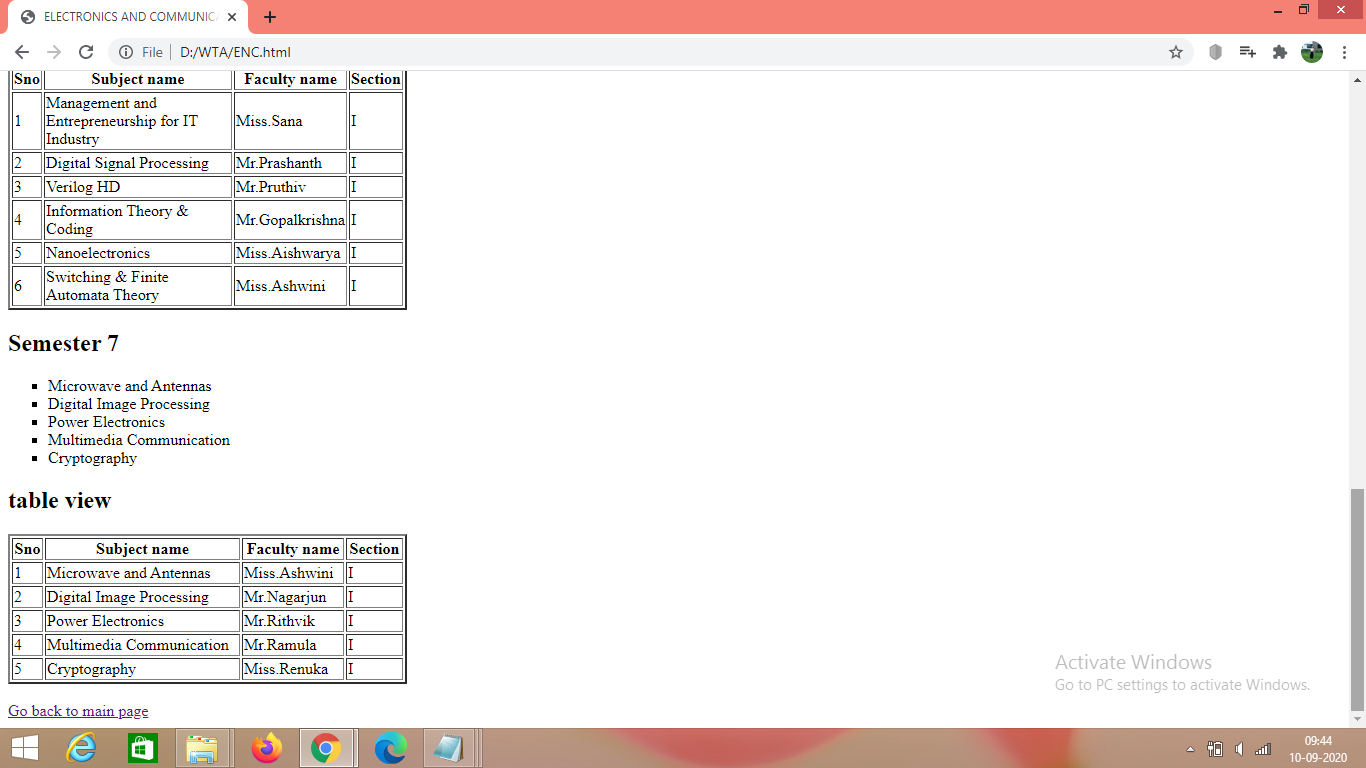 ELECTRONICS AND COMMUNICA
File D:/WTA/ENC.html
Sno Subject name Faculty name Section
1 Management and Entrepreneurship for IT Industry Miss.Sana I
2 Digital Signal Processing Mr.Prashanth I
3 Verilog HD Mr.Pruthiv I
4 Information Theory & Coding Mr.Gopalkrishna I
5 Nanoelectronics Miss.Aishwarya I
6 Switching & Finite Automata Theory Miss.Ashwini I
Semester 7
Microwave and Antennas
Digital Image Processing
Power Electronics
Multimedia Communication
Cryptography
table view
Sno Subject name Faculty name Section
1 Microwave and Antennas Miss.Ashwini I
2 Digital Image Processing Mr.Nagarjun I
3 Power Electronics Mr.Rithvik I
4 Multimedia Communication Mr.Ramula I
5 Cryptography Miss.Renuka I
Go back to main page
Activate Windows
Go to PC settings to activate Windows.
09:44
10-09-2020